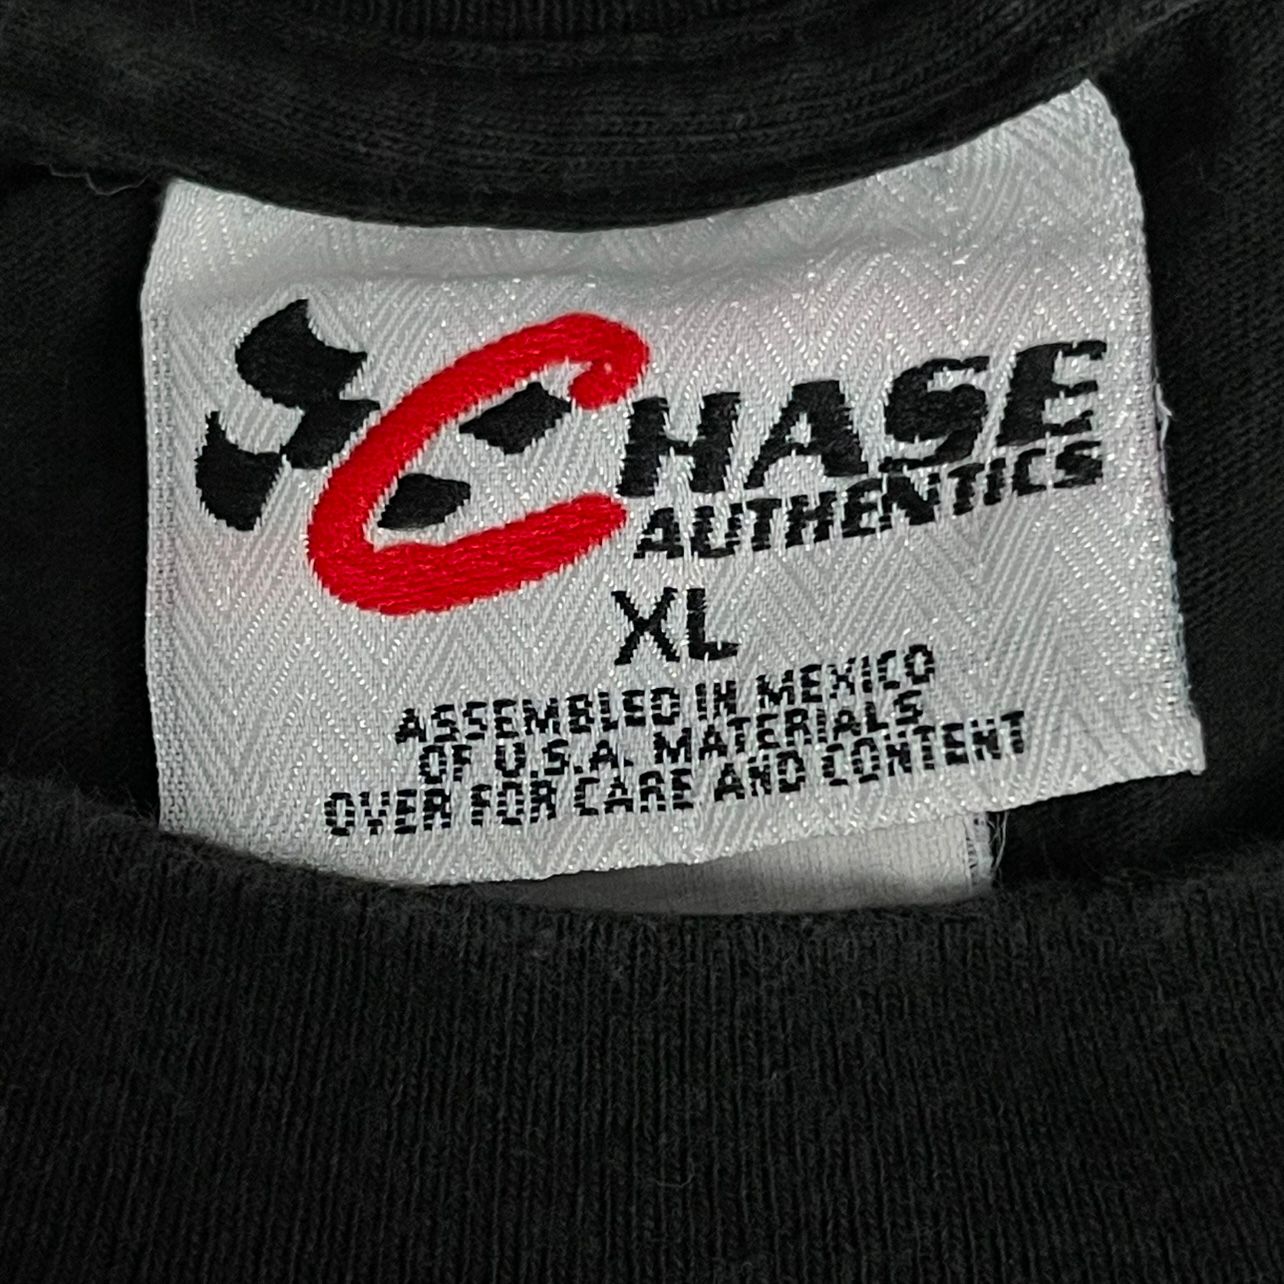 CHASE
AUTHENTICS
XL
ASSEMBLED IN MEXICO
OF U.S.A. MATERIALS
OVER FOR CARE AND CONTENT